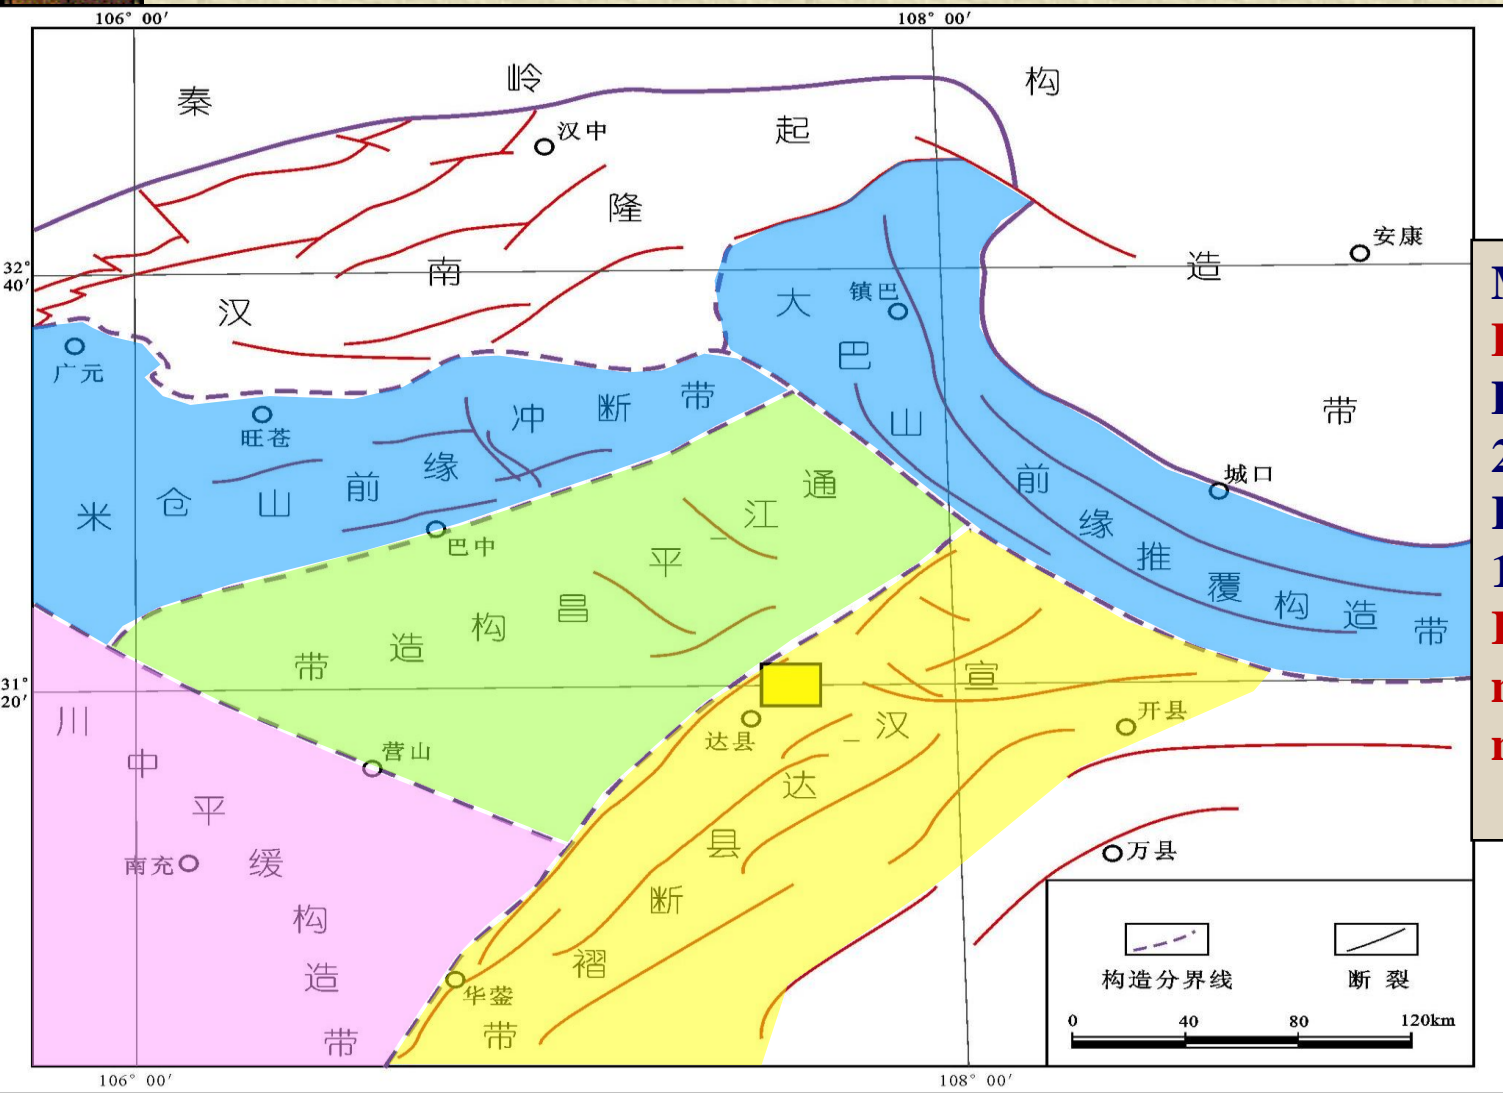 106° 00′
108° 00′
秦岭构造带
汉南隆起
汉中
安康
32°
40′
广元
旺苍
镇巴
米仓山前缘冲断带
大巴山前缘推覆构造带
城口
巴中
通江–平昌构造带
31°
20′
营山
达县
开县
宣汉–达县断褶带
川中平缓构造带
南充
华蓥
万县
构造分界线
断裂
0 40 80 120km
106° 00′
108° 00′
2
1